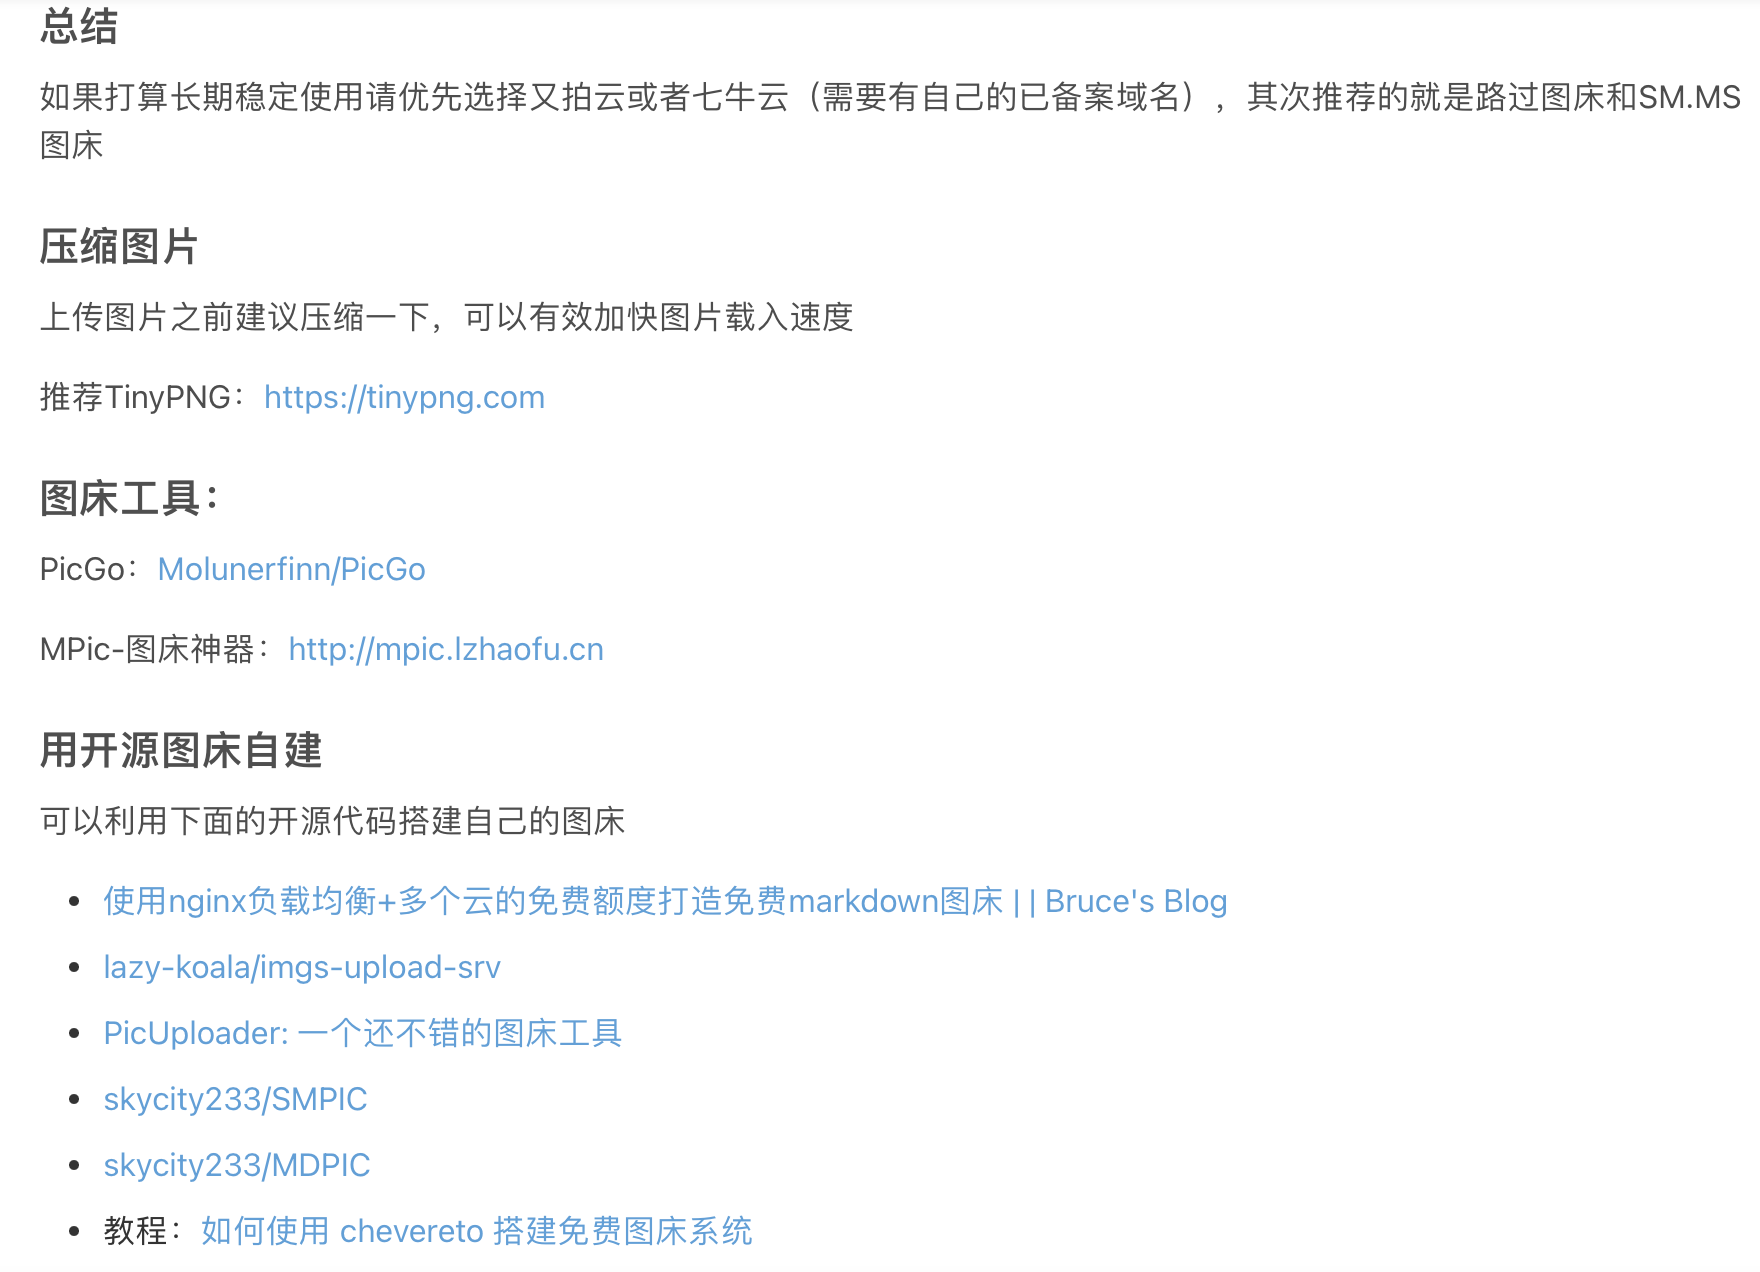 总结
如果打算长期稳定使用请优先选择又拍云或者七牛云（需要有自己的已备案域名），其次推荐的就是路过图床和SM.MS
图床
压缩图片
上传图片之前建议压缩一下，可以有效加快图片载入速度
推荐TinyPNG：https://tinypng.com
图床工具：
PicGo：Molunerfinn/PicGo
MPic-图床神器：http://mpic.lzhaofu.cn
用开源图床自建
可以利用下面的开源代码搭建自己的图床
• 使用nginx负载均衡+多个云的免费额度打造免费markdown图床 | | Bruce's Blog
• lazy-koala/imgs-upload-srv
• PicUploader: 一个还不错的图床工具
• skycity233/SMPIC
• skycity233/MDPIC
• 教程：如何使用 chevereto 搭建免费图床系统